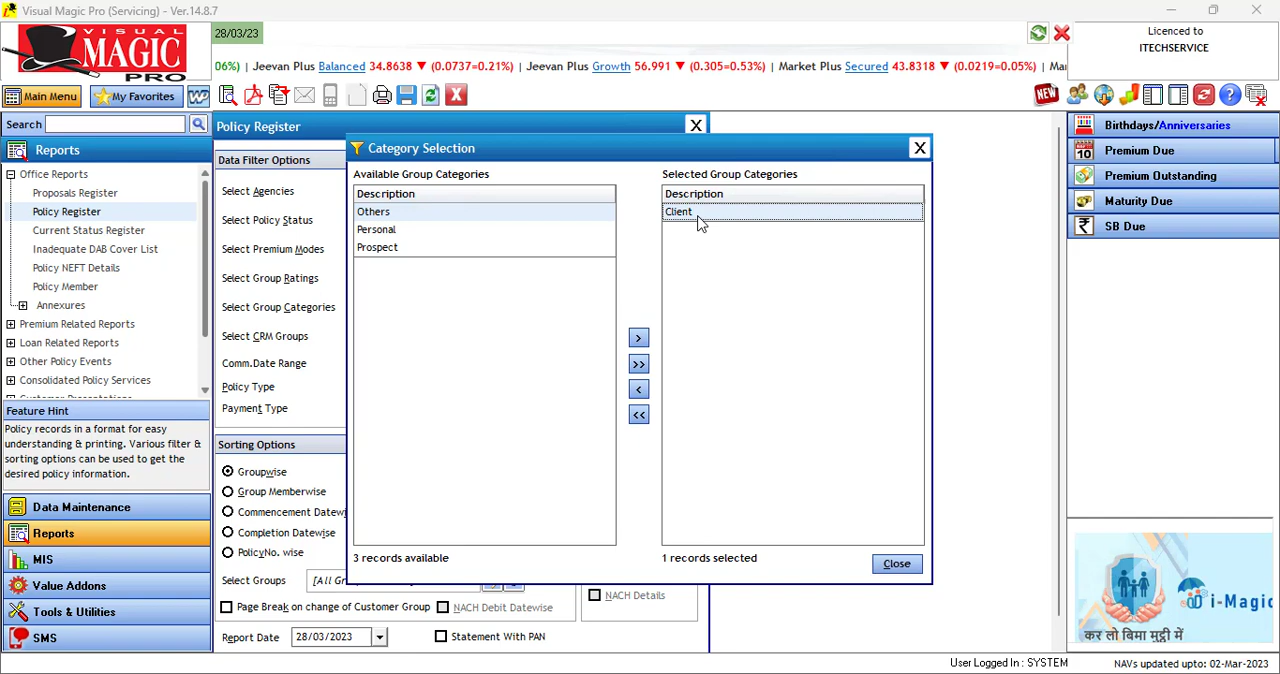 Visual Magic Pro (Servicing) - Ver.14.8.7
VISUAL
MAGIC
PRO
28/03/23
Licenced to
ITECHSERVICE
06%) | Jeevan Plus Balanced 34.8638 ▼ (0.0737=0.21%) | Jeevan Plus Growth 56.991 ▼ (0.305=0.53%) | Market Plus Secured 43.8318 ▼ (0.0219=0.05%) | Ma
Main Menu
My Favorites
W
NEW
Search
Reports
Office Reports
Proposals Register
Policy Register
Current Status Register
Inadequate DAB Cover List
Policy NEFT Details
Policy Member
Annexures
Premium Related Reports
Loan Related Reports
Other Policy Events
Consolidated Policy Services
Feature Hint
Policy records in a format for easy
understanding & printing. Various filter &
sorting options can be used to get the
desired policy information.
Data Maintenance
Reports
MIS
Value Addons
Tools & Utilities
SMS
Policy Register
X
Data Filter Options
Select Agencies
Select Policy Status
Select Premium Modes
Select Group Ratings
Select Group Categories
Select CRM Groups
Comm.Date Range
Policy Type
Payment Type
Sorting Options
Groupwise
Group Memberwise
Commencement Datew
Completion Datewise
PolicyNo. wise
Select Groups
[All Gr
Page Break on change of Customer Group
NACH Debit Datewise
NACH Details
Report Date
28/03/2023
Statement With PAN
Category Selection
X
Available Group Categories
Description
Others
Personal
Prospect
3 records available
>
>>
<
<<
Selected Group Categories
Description
Client
1 records selected
Close
Birthdays/Anniversaries
10
Premium Due
Premium Outstanding
Maturity Due
₹
SB Due
i-Magic
कर लो बिमा मुट्ठी में
User Logged In : SYSTEM
NAVs updated upto: 02-Mar-2023